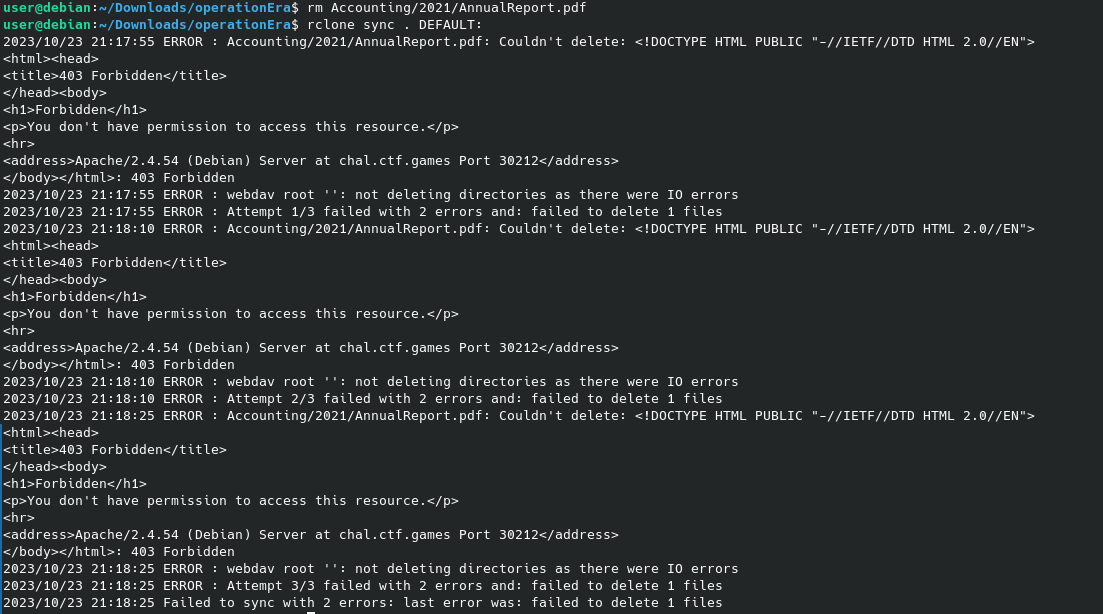 user@debian:~/Downloads/operationEra$ rm Accounting/2021/AnnualReport.pdf
user@debian:~/Downloads/operationEra$ rclone sync . DEFAULT:
2023/10/23 21:17:55 ERROR : Accounting/2021/AnnualReport.pdf: Couldn't delete: <!DOCTYPE HTML PUBLIC "-//IETF//DTD HTML 2.0//EN">
<html><head>
<title>403 Forbidden</title>
</head><body>
<h1>Forbidden</h1>
<p>You don't have permission to access this resource.</p>
<hr>
<address>Apache/2.4.54 (Debian) Server at chal.ctf.games Port 30212</address>
</body></html>: 403 Forbidden
2023/10/23 21:17:55 ERROR : webdav root '': not deleting directories as there were IO errors
2023/10/23 21:17:55 ERROR : Attempt 1/3 failed with 2 errors and: failed to delete 1 files
2023/10/23 21:18:10 ERROR : Accounting/2021/AnnualReport.pdf: Couldn't delete: <!DOCTYPE HTML PUBLIC "-//IETF//DTD HTML 2.0//EN">
<html><head>
<title>403 Forbidden</title>
</head><body>
<h1>Forbidden</h1>
<p>You don't have permission to access this resource.</p>
<hr>
<address>Apache/2.4.54 (Debian) Server at chal.ctf.games Port 30212</address>
</body></html>: 403 Forbidden
2023/10/23 21:18:10 ERROR : webdav root '': not deleting directories as there were IO errors
2023/10/23 21:18:10 ERROR : Attempt 2/3 failed with 2 errors and: failed to delete 1 files
2023/10/23 21:18:25 ERROR : Accounting/2021/AnnualReport.pdf: Couldn't delete: <!DOCTYPE HTML PUBLIC "-//IETF//DTD HTML 2.0//EN">
<html><head>
<title>403 Forbidden</title>
</head><body>
<h1>Forbidden</h1>
<p>You don't have permission to access this resource.</p>
<hr>
<address>Apache/2.4.54 (Debian) Server at chal.ctf.games Port 30212</address>
</body></html>: 403 Forbidden
2023/10/23 21:18:25 ERROR : webdav root '': not deleting directories as there were IO errors
2023/10/23 21:18:25 ERROR : Attempt 3/3 failed with 2 errors and: failed to delete 1 files
2023/10/23 21:18:25 Failed to sync with 2 errors: last error was: failed to delete 1 files